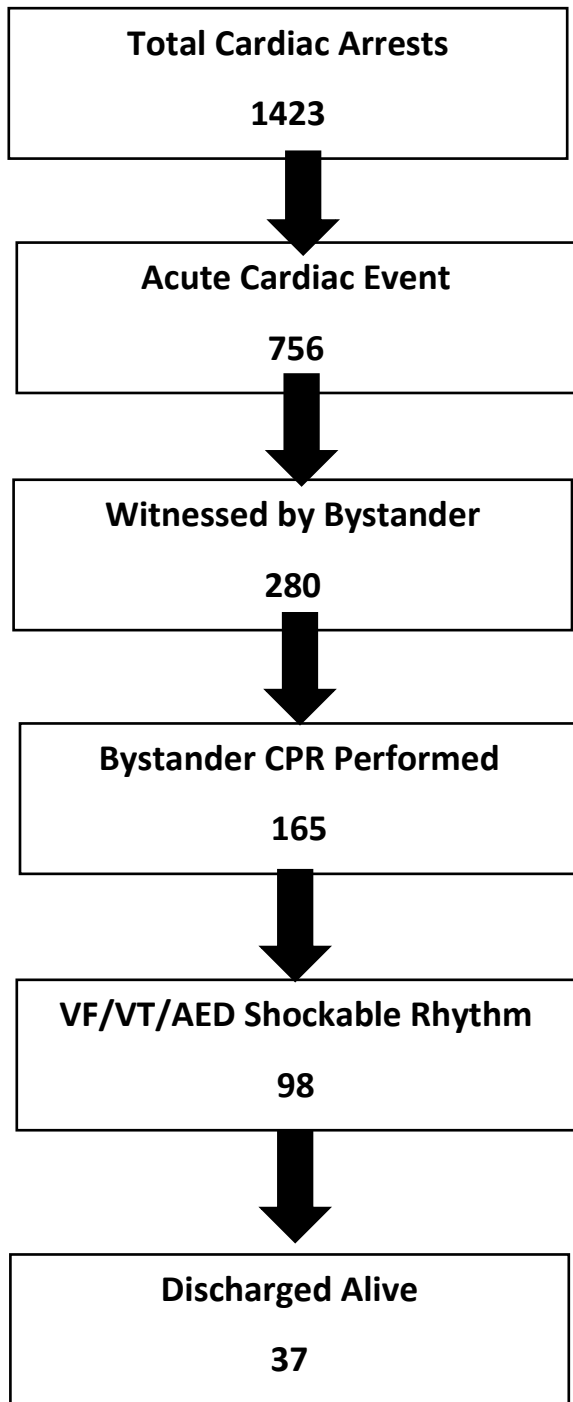 Total Cardiac Arrests
1423
Acute Cardiac Event
756
Witnessed by Bystander
280
Bystander CPR Performed
165
VF/VT/AED Shockable Rhythm
98
Discharged Alive
37